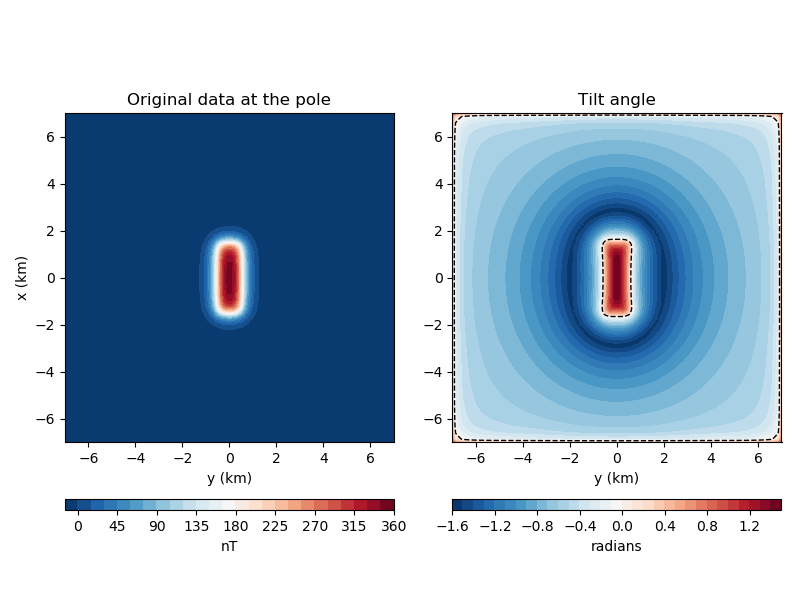 Original data at the pole
Tilt angle
6
4
2
0
−2
−4
−6
x (km)
−6 −4 −2 0 2 4 6
y (km)
6
4
2
0
−2
−4
−6
−6 −4 −2 0 2 4 6
y (km)
0 45 90 135 180 225 270 315 360
nT
−1.6 −1.2 −0.8 −0.4 0.0 0.4 0.8 1.2
radians